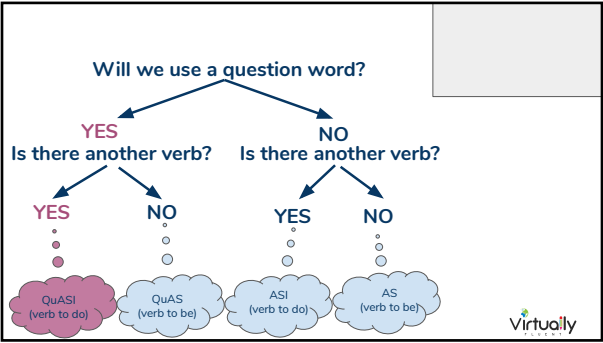 Will we use a question word?
YES
NO
Is there another verb?
Is there another verb?
YES
NO
YES
NO
QuASI
(verb to do)
QuAS
(verb to be)
ASI
(verb to do)
AS
(verb to be)
Virtually
FLUENT